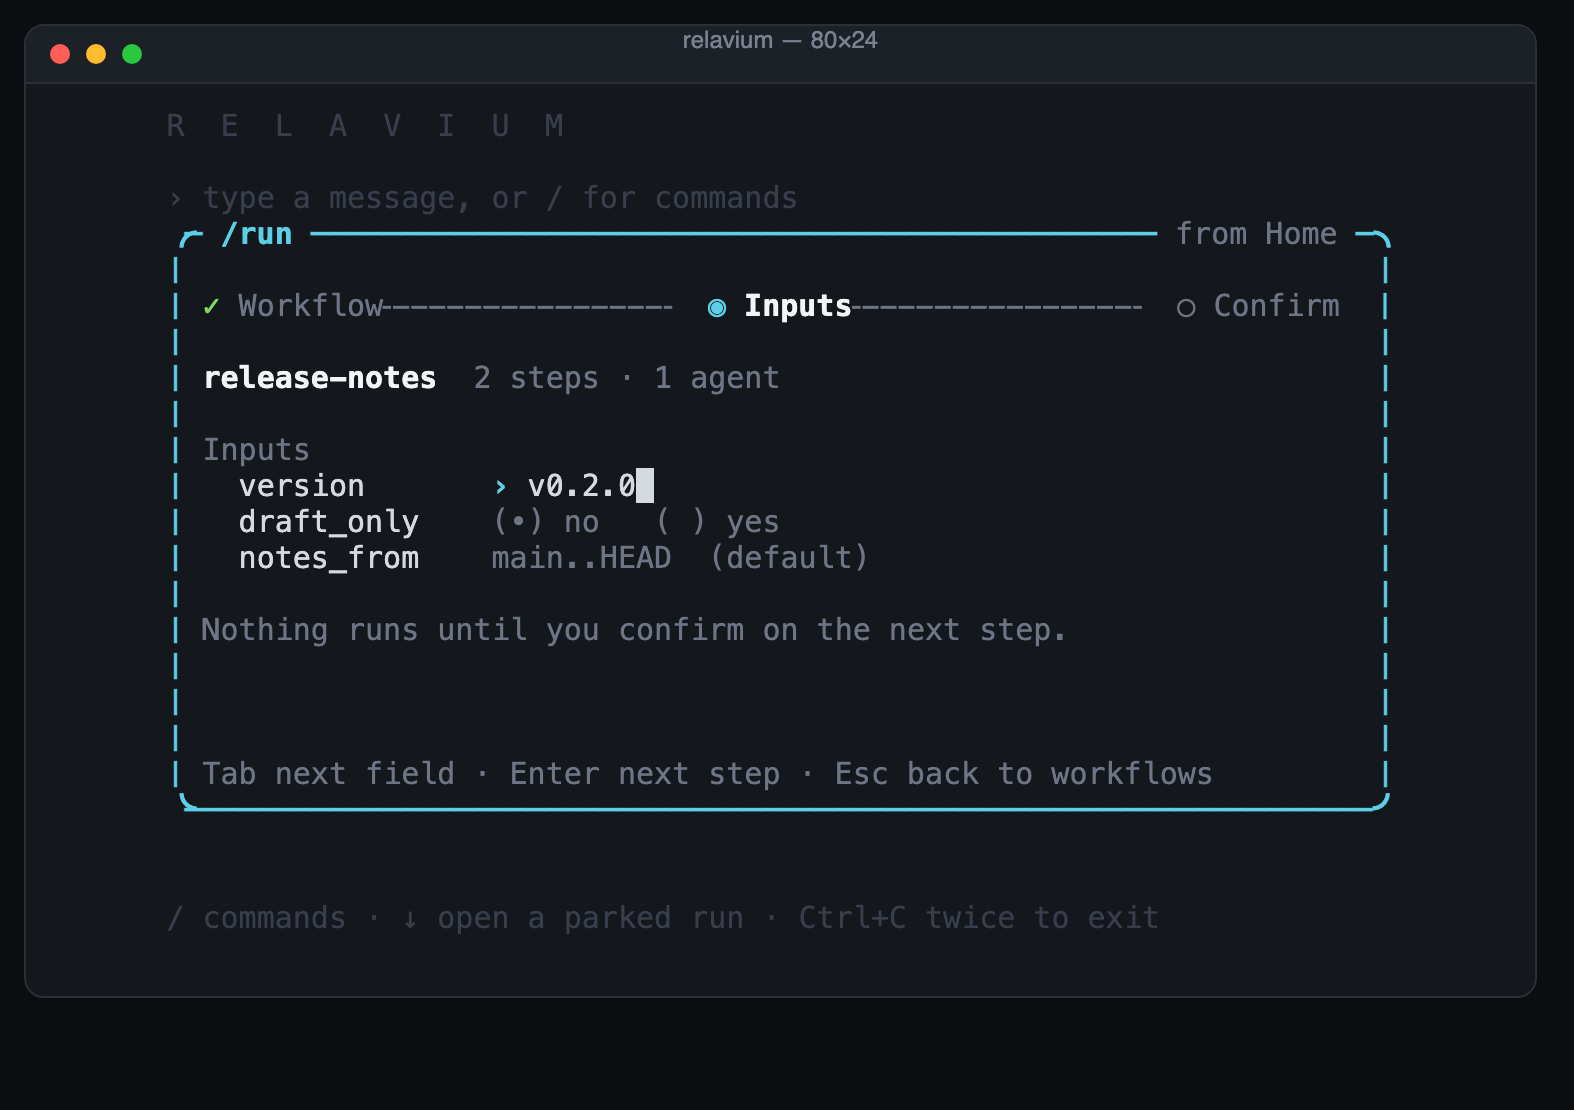 relavium — 80×24
R E L A V I U M
› type a message, or / for commands
/run from Home
✓ Workflow ◉ Inputs ○ Confirm
release-notes 2 steps · 1 agent
Inputs
version › v0.2.0
draft_only (•) no ( ) yes
notes_from main..HEAD (default)
Nothing runs until you confirm on the next step.
Tab next field · Enter next step · Esc back to workflows
/ commands · ↓ open a parked run · Ctrl+C twice to exit